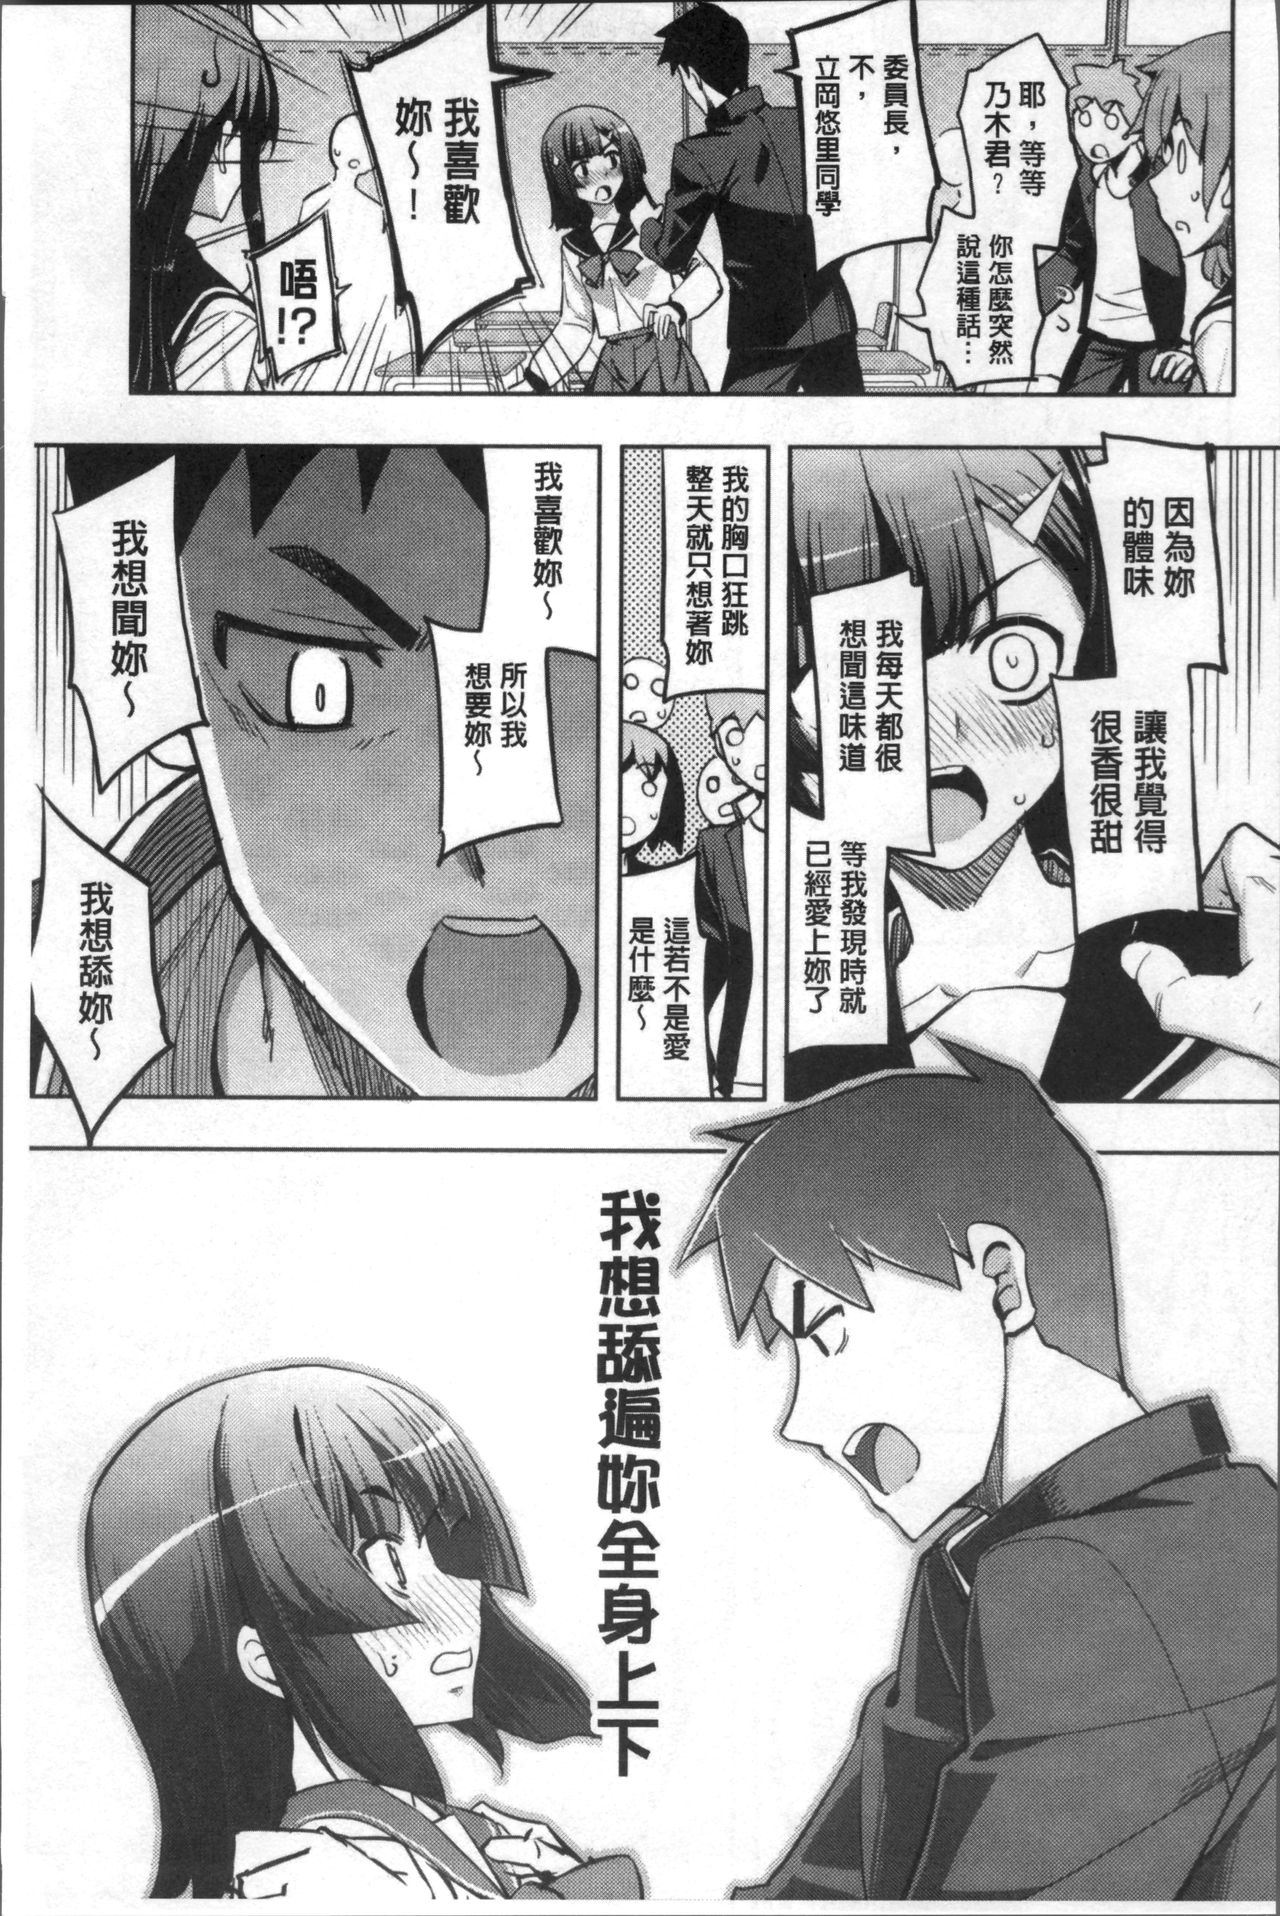 耶,等等
乃木君?
你怎麼突然
說這種話…
委員長,
不,
立岡悠里同學
我喜歡
妳~!
唔
!?
因為妳
的體味
讓我覺得
很香很甜
我每天都很
想聞這味道
等我發現時就
已經愛上妳了
我的胸口狂跳
整天就只想著妳
這若不是愛
是什麼~
我喜歡妳~
所以我
想要妳~
我想聞妳~
我想舔妳~
我想舔遍妳全身上下